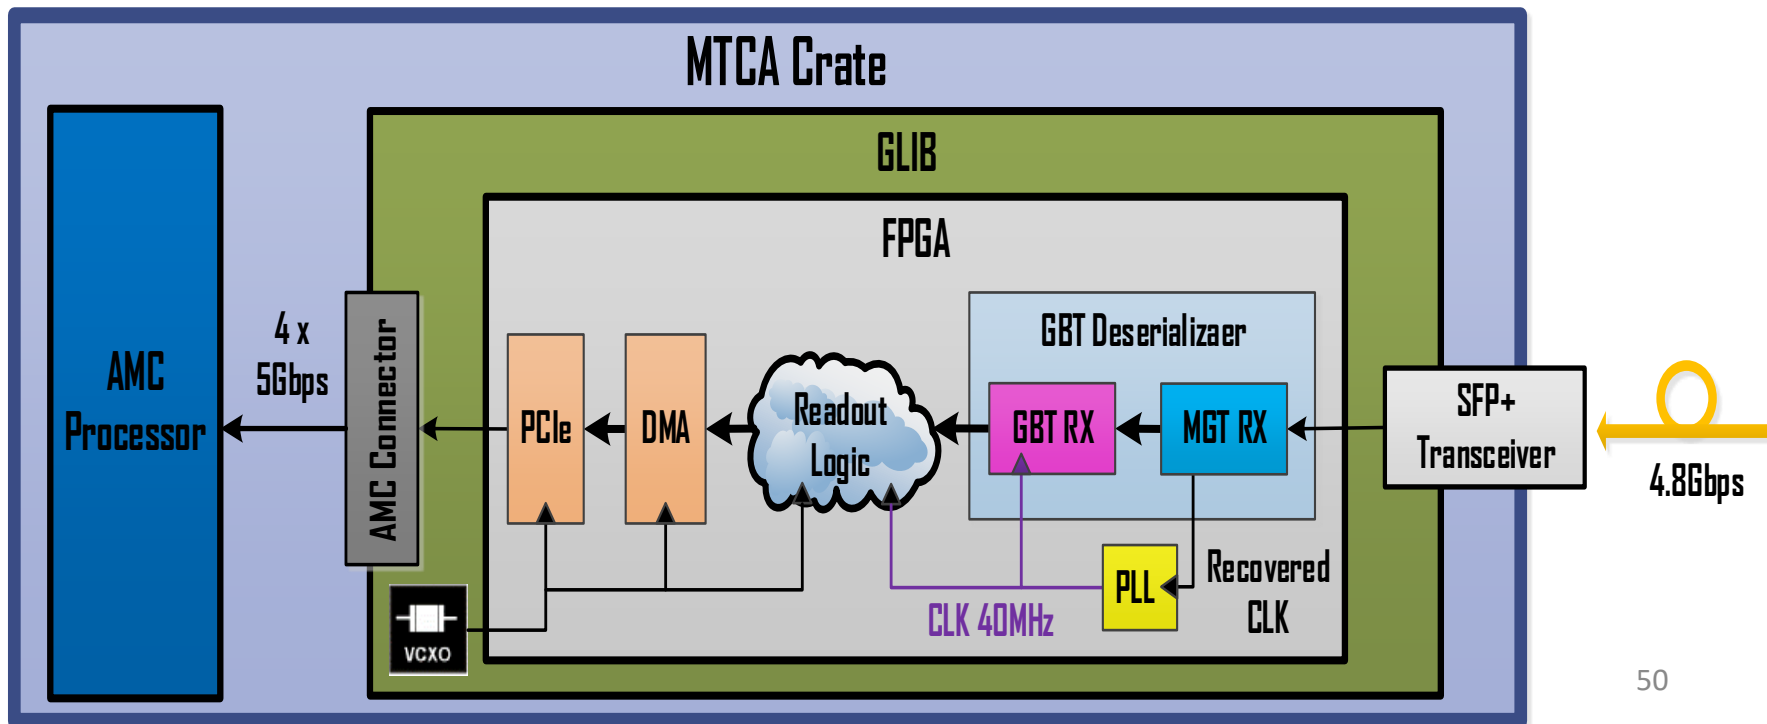 MTCA Crate
GLIB
FPGA
AMC
Processor
4 x
5Gbps
AMC Connector
PCIe
DMA
Readout
Logic
GBT Deserializaer
GBT RX
MGT RX
SFP+
Transceiver
4.8Gbps
PLL
Recovered
CLK
CLK 40MHz
VCXO
50